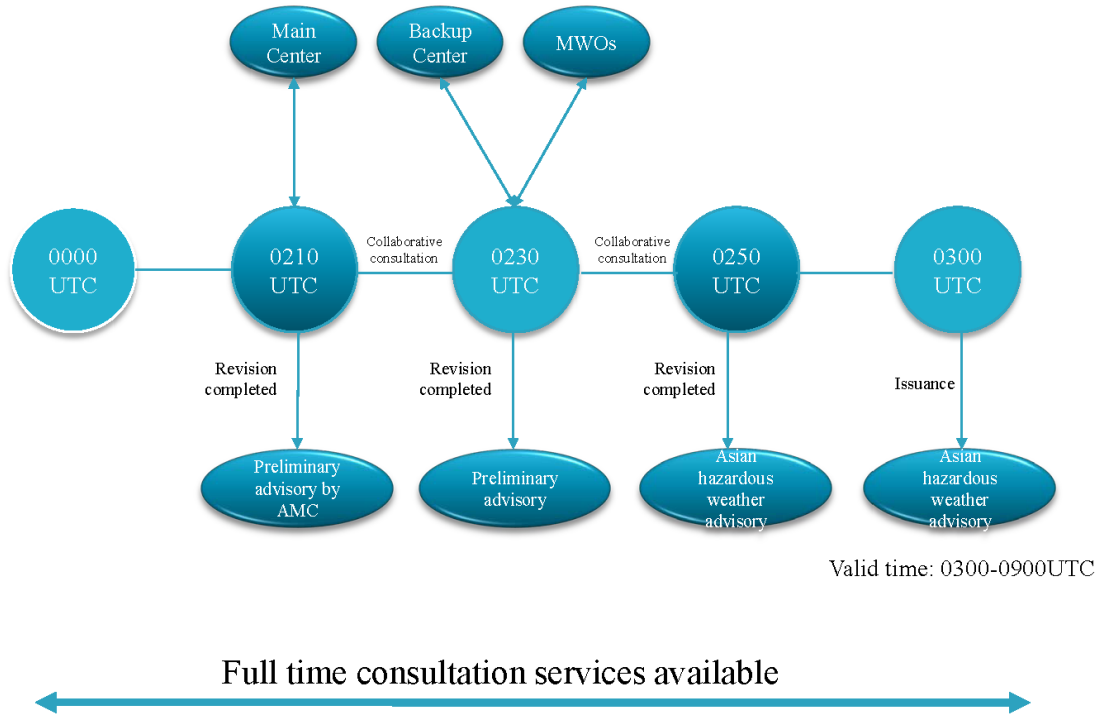 Main
Center
Backup
Center
MWOs
0000
UTC
0210
UTC
Collaborative
consultation
0230
UTC
Collaborative
consultation
0250
UTC
0300
UTC
Revision
completed
Revision
completed
Revision
completed
Issuance
Preliminary
advisory by
AMC
Preliminary
advisory
Asian
hazardous
weather
advisory
Asian
hazardous
weather
advisory
Valid time: 0300-0900UTC
Full time consultation services available